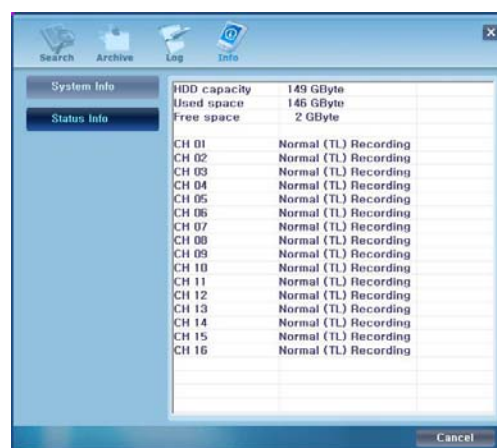 Search Archive Log Info
System Info
Status Info
HDD capacity 149 GByte
Used space 146 GByte
Free space 2 GByte
CH 01 Normal (TL) Recording
CH 02 Normal (TL) Recording
CH 03 Normal (TL) Recording
CH 04 Normal (TL) Recording
CH 05 Normal (TL) Recording
CH 06 Normal (TL) Recording
CH 07 Normal (TL) Recording
CH 08 Normal (TL) Recording
CH 09 Normal (TL) Recording
CH 10 Normal (TL) Recording
CH 11 Normal (TL) Recording
CH 12 Normal (TL) Recording
CH 13 Normal (TL) Recording
CH 14 Normal (TL) Recording
CH 15 Normal (TL) Recording
CH 16 Normal (TL) Recording
Cancel